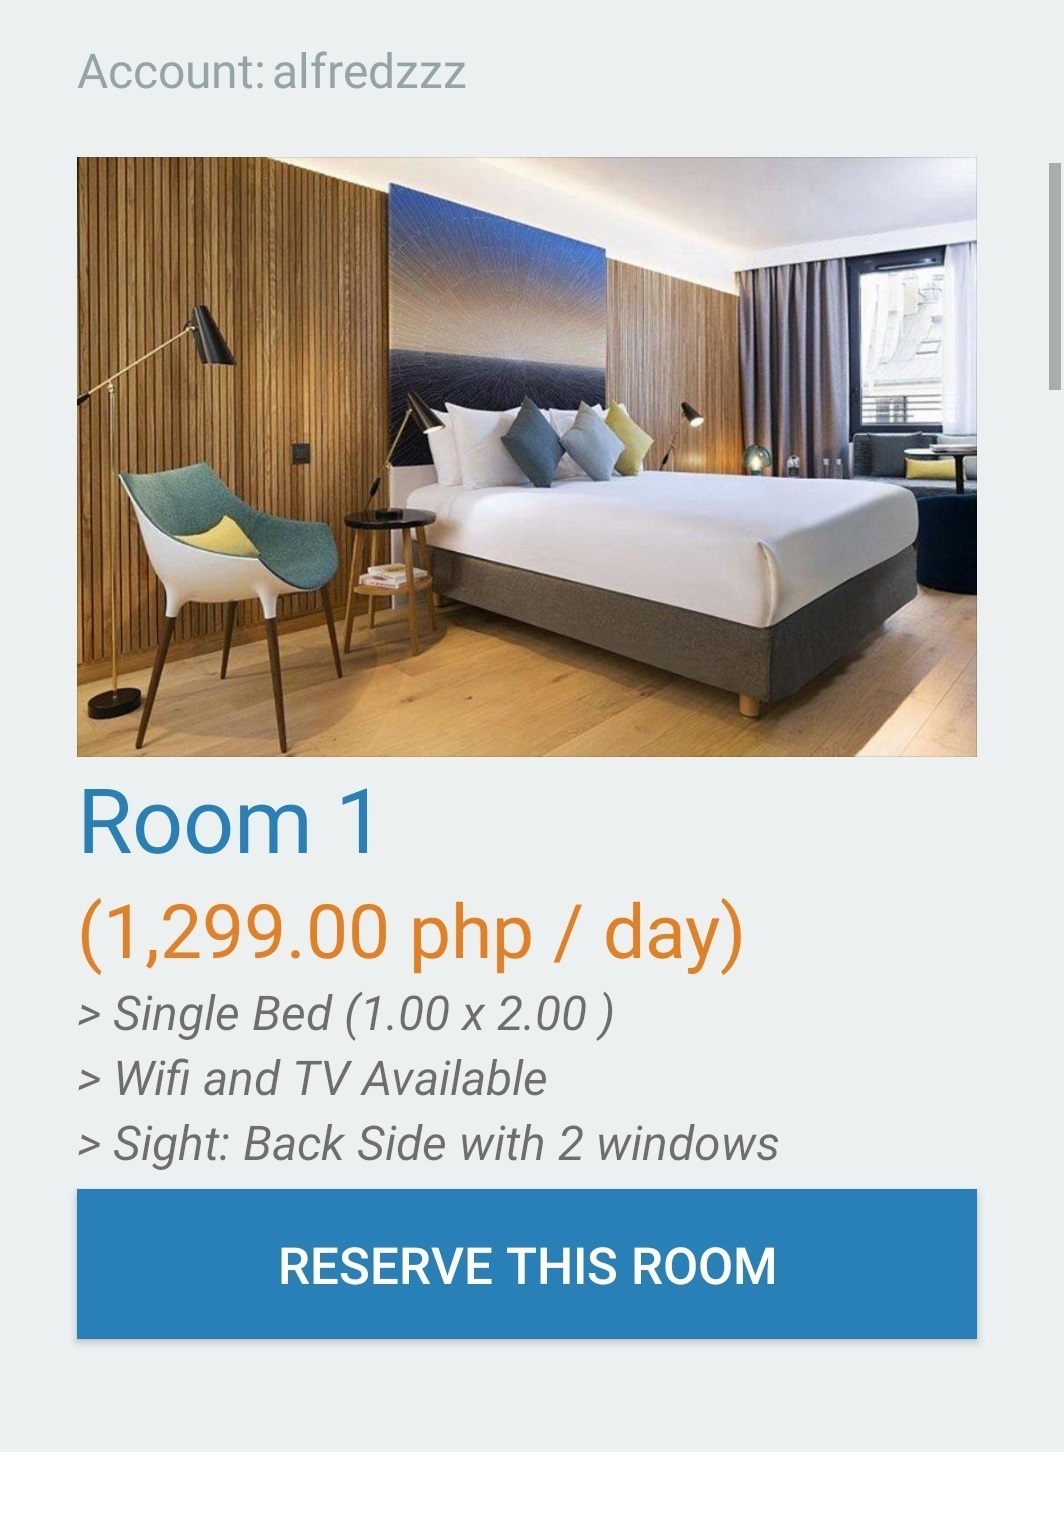 Account: alfredzzz
Room 1
(1,299.00 php / day)
> Single Bed (1.00 x 2.00 )
> Wifi and TV Available
> Sight: Back Side with 2 windows
RESERVE THIS ROOM